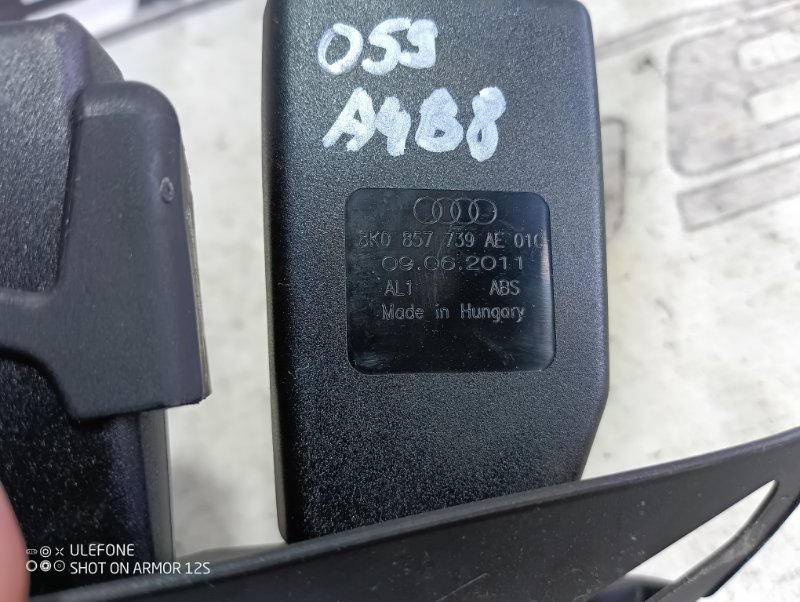 059
A4B8
8K0 857 739 AE 01C
09.06.2011
AL1 ABS
Made in Hungary
ULEFONE
SHOT ON ARMOR 12S